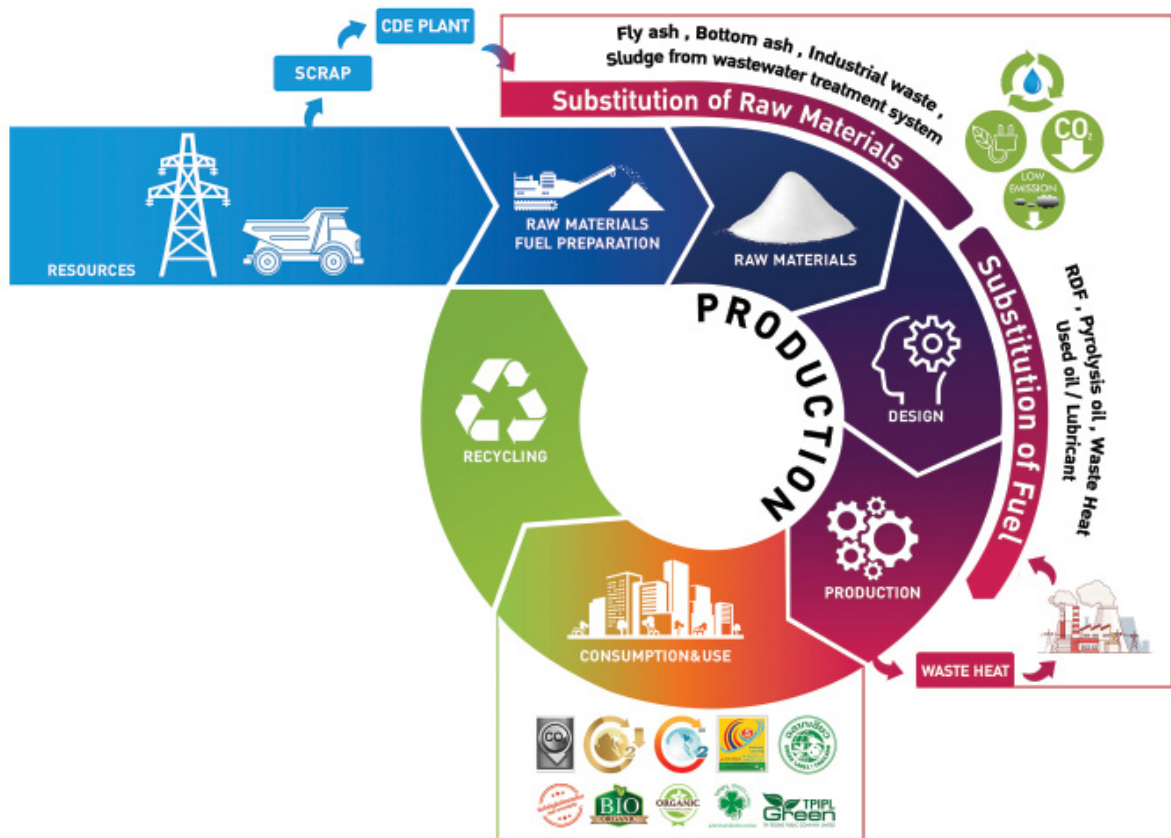 CDE PLANT
SCRAP
Fly ash , Bottom ash , Industrial waste ,
Sludge from wastewater treatment system
Substitution of Raw Materials
CO₂
LOW
EMISSION
RESOURCES
RAW MATERIALS
FUEL PREPARATION
RAW MATERIALS
PRODUCTION
DESIGN
Substitution of Fuel
RDF , Pyrolysis oil , Waste Heat
Used oil / Lubricant
RECYCLING
PRODUCTION
CONSUMPTION&USE
WASTE HEAT
CO₂
2
2
BIO
ORGANIC
ORGANIC
TPIPL
Green